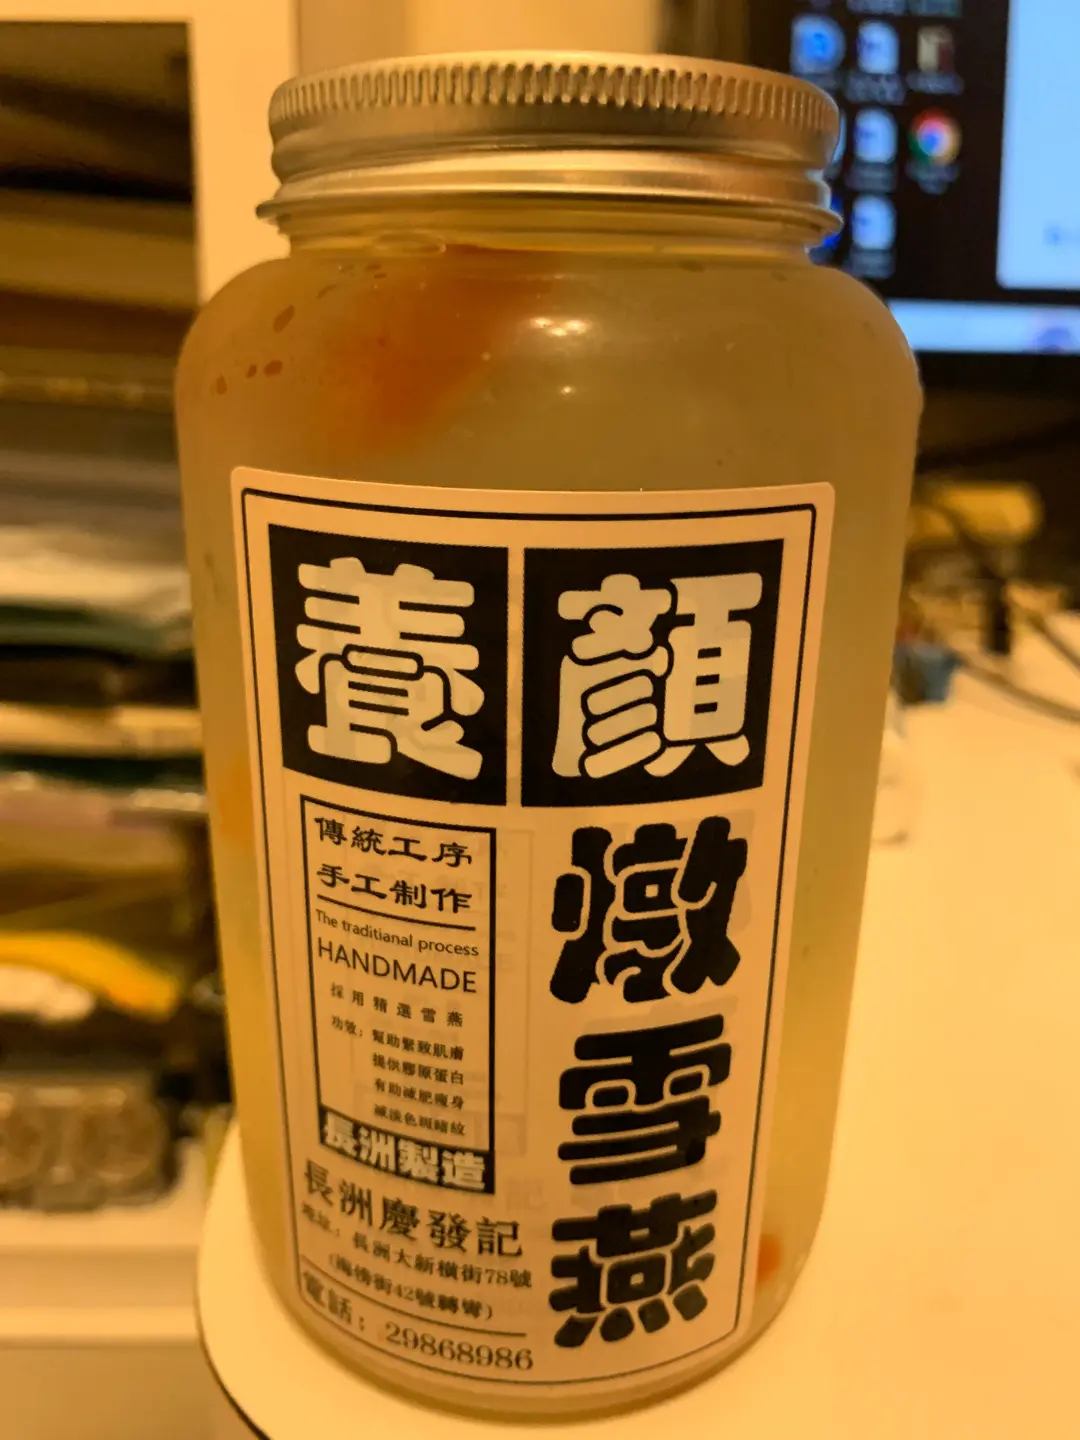 養顏
燉雪燕
傳統工序
手工制作
The traditianal process
HANDMADE
採用精選雪燕
功效：幫助緊致肌膚
提供膠原蛋白
有助減肥瘦身
減淡色斑暗紋
長洲製造
長洲慶發記
地址：長洲大新橫街78號
(海傍街42號轉彎)
電話：29868986